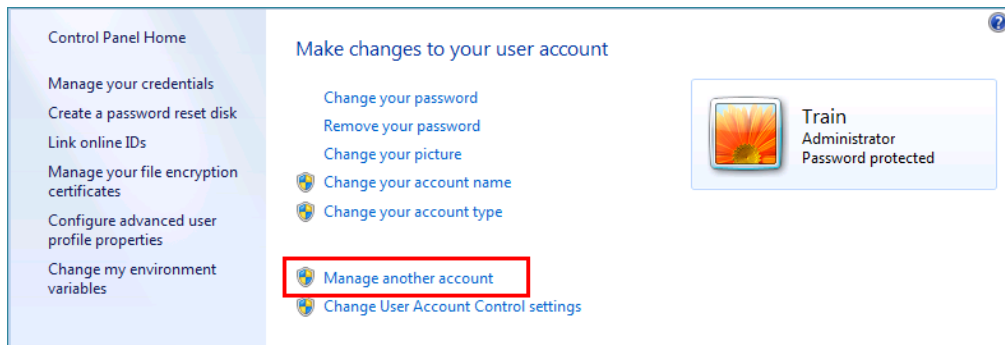 Control Panel Home
Manage your credentials
Create a password reset disk
Link online IDs
Manage your file encryption
certificates
Configure advanced user
profile properties
Change my environment
variables
Make changes to your user account
Change your password
Remove your password
Change your picture
Change your account name
Change your account type
Manage another account
Change User Account Control settings
Train
Administrator
Password protected
?